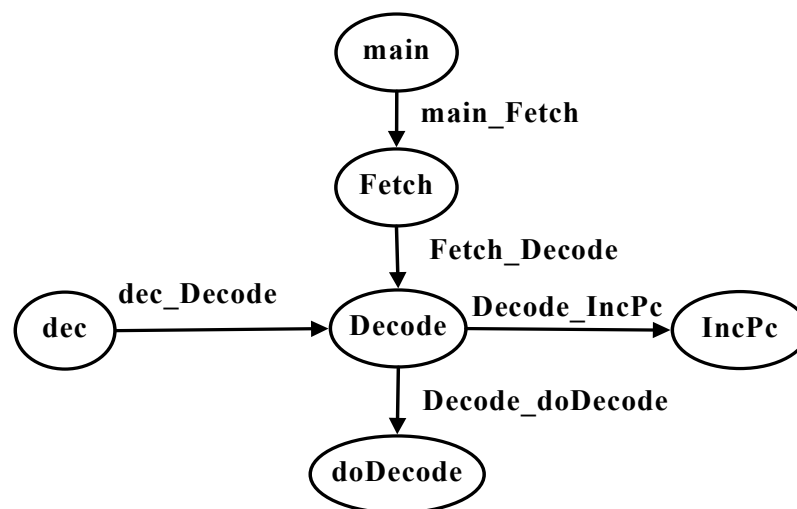 main
main_Fetch
Fetch
Fetch_Decode
dec_Decode
Decode_IncPc
dec
Decode
IncPc
Decode_doDecode
doDecode